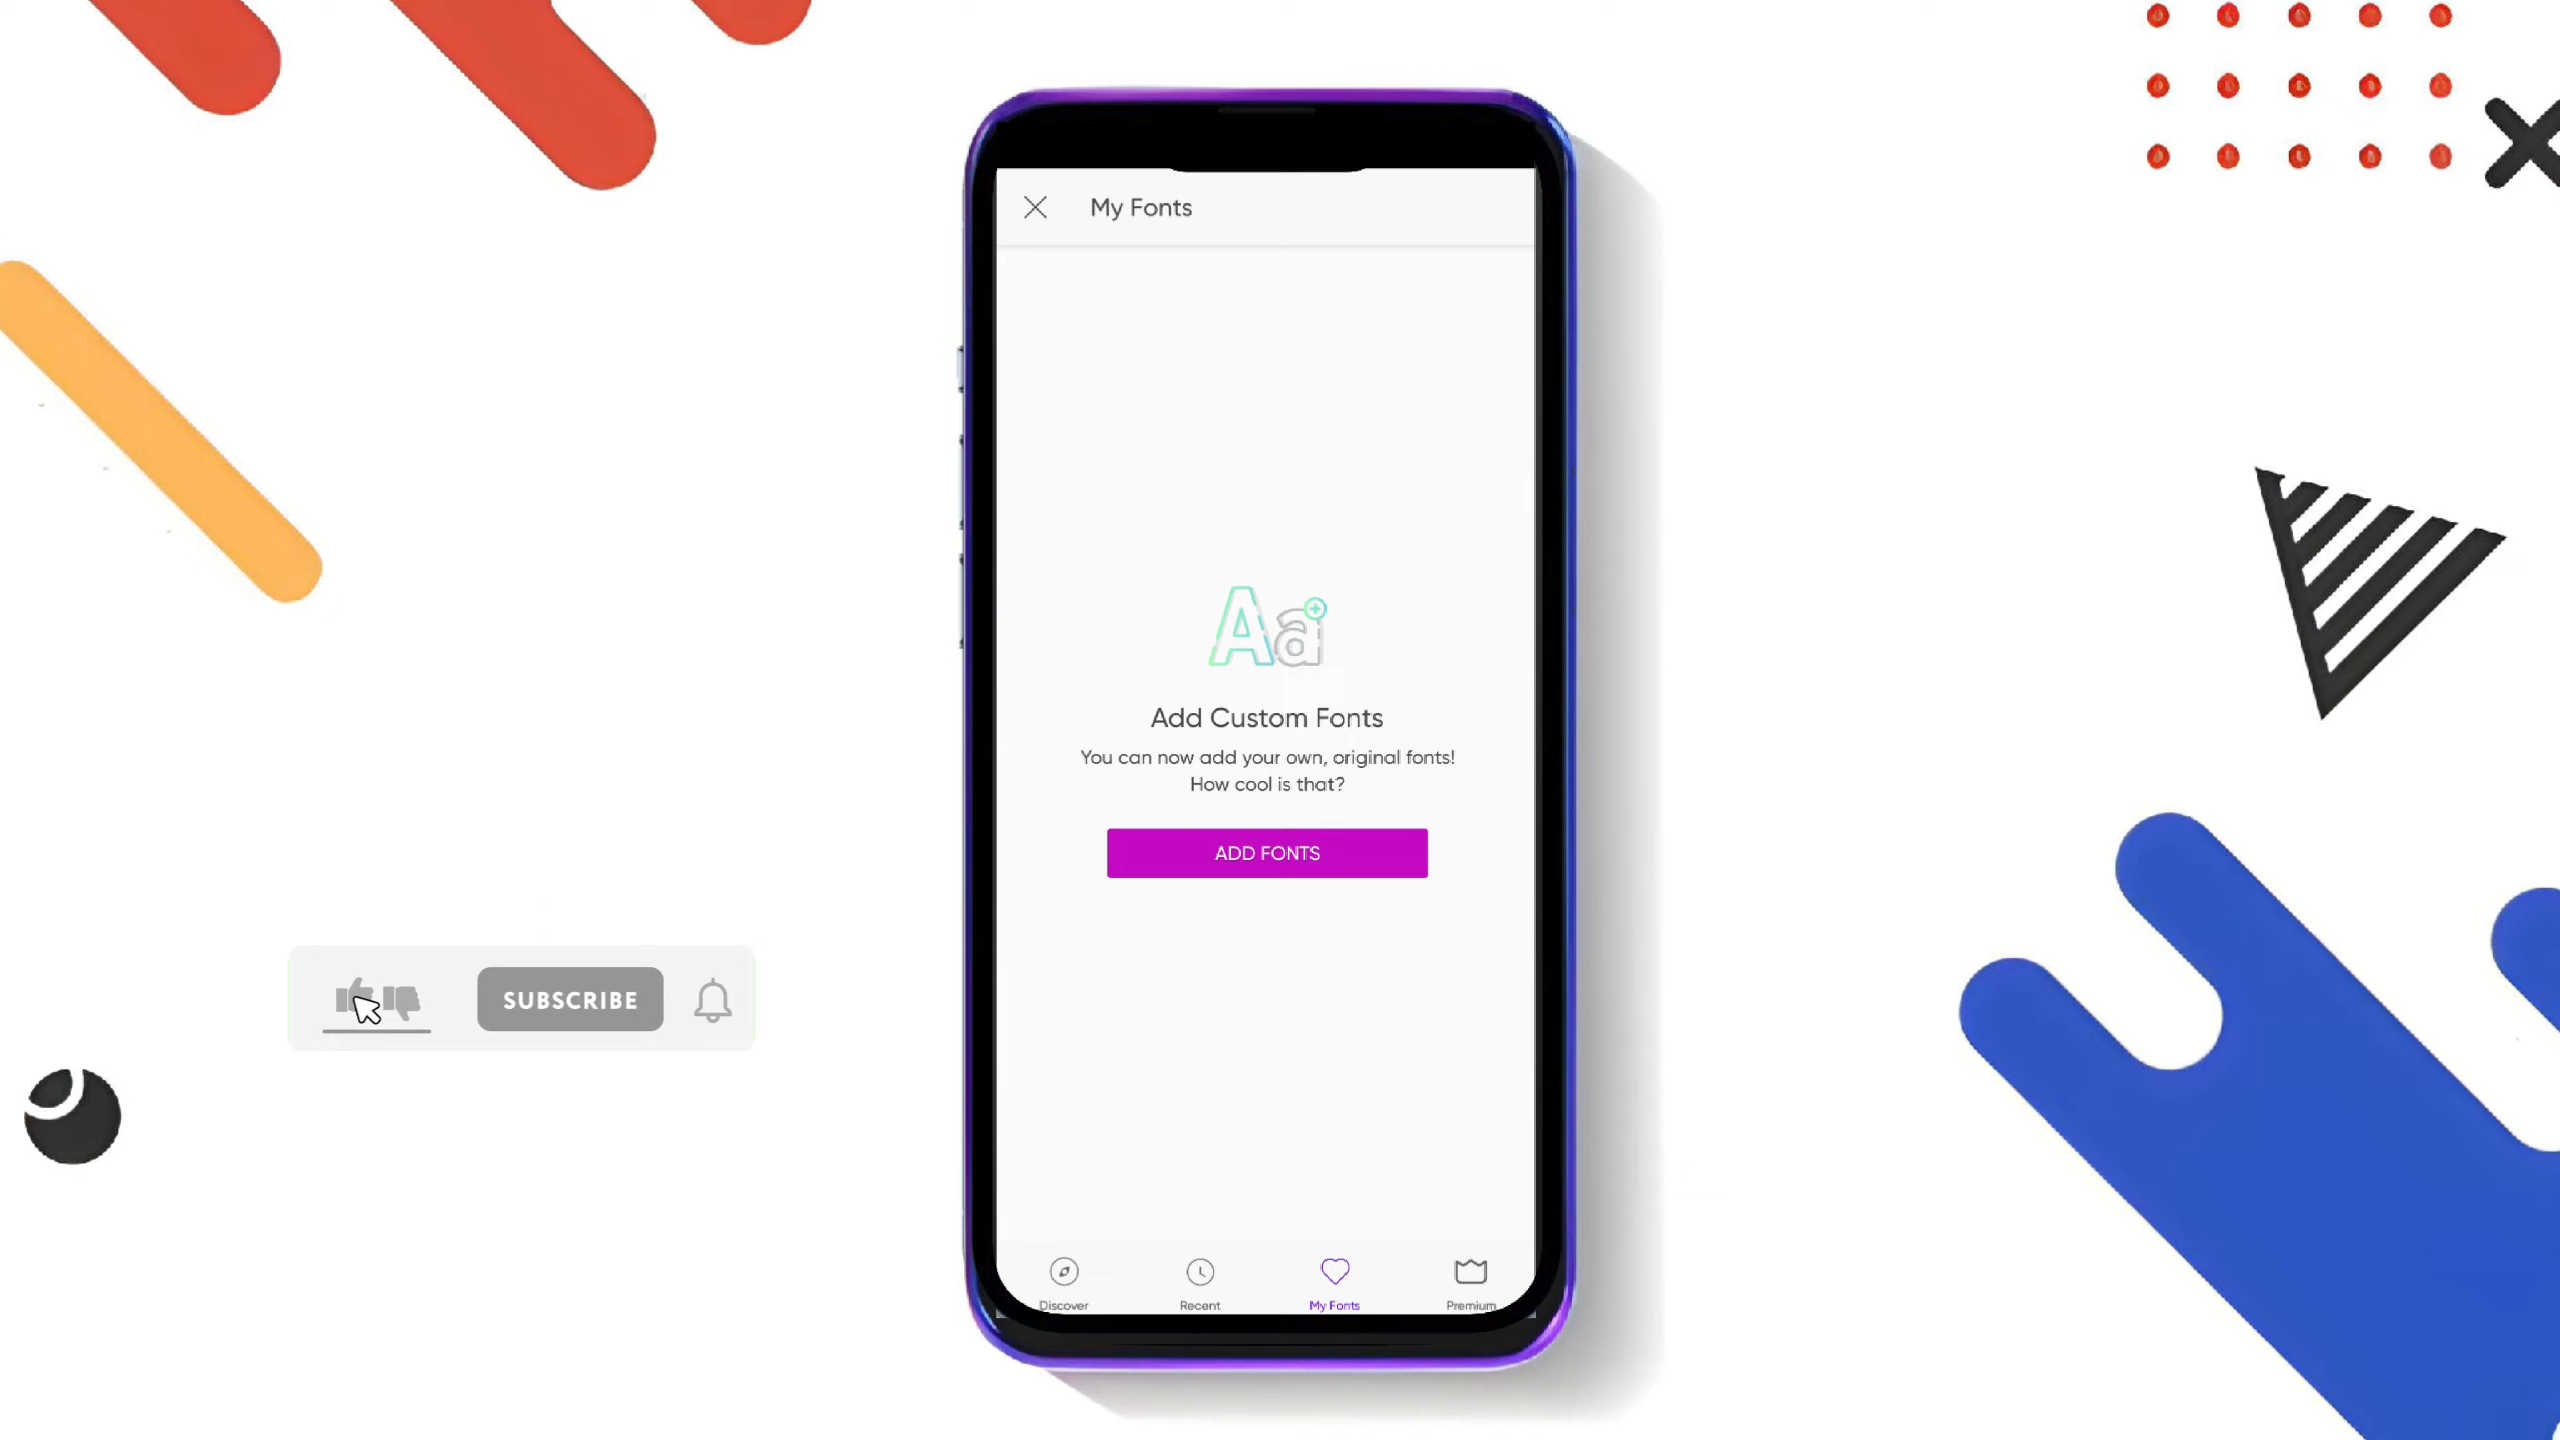 My Fonts
Aa
Add Custom Fonts
You can now add your own, original fonts!
How cool is that?
ADD FONTS
SUBSCRIBE
Discover
Recent
My Fonts
Premium